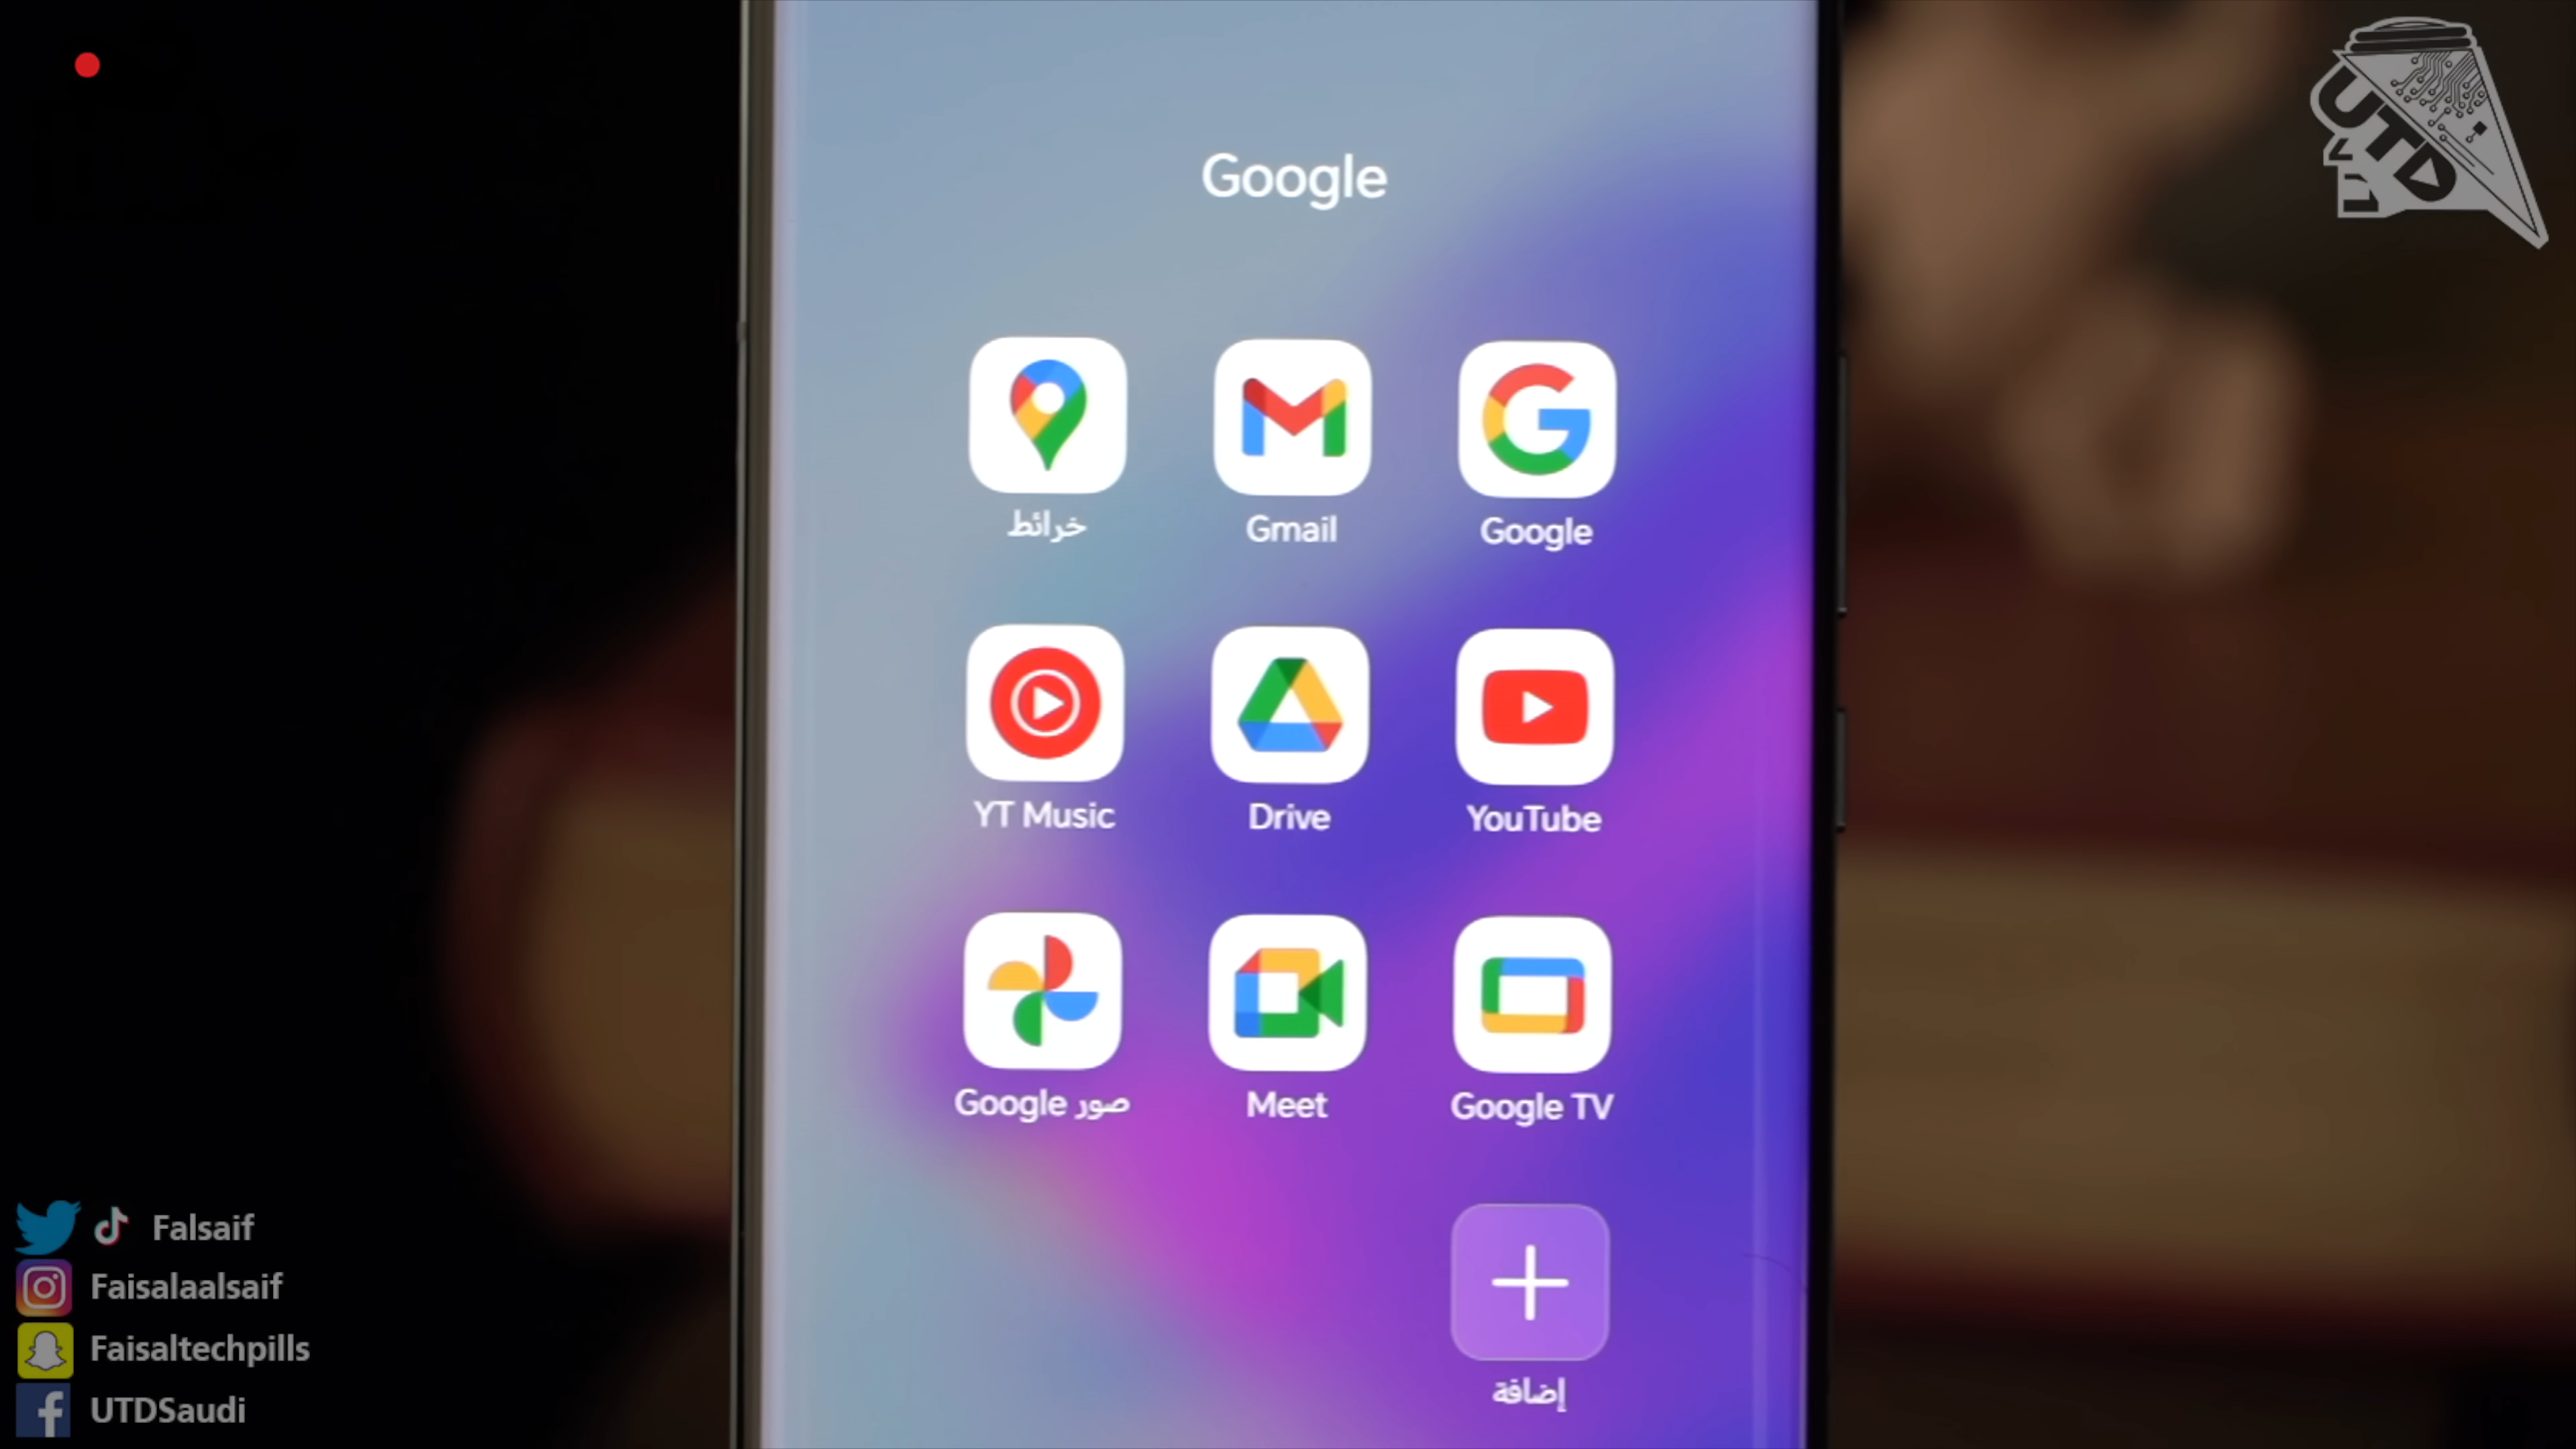 UTD
Google
خرائط
Gmail
Google
YT Music
Drive
YouTube
صور Google
Meet
Google TV
إضافة
Falsaif
Faisalaalsaif
Faisaltechpills
UTDSaudi